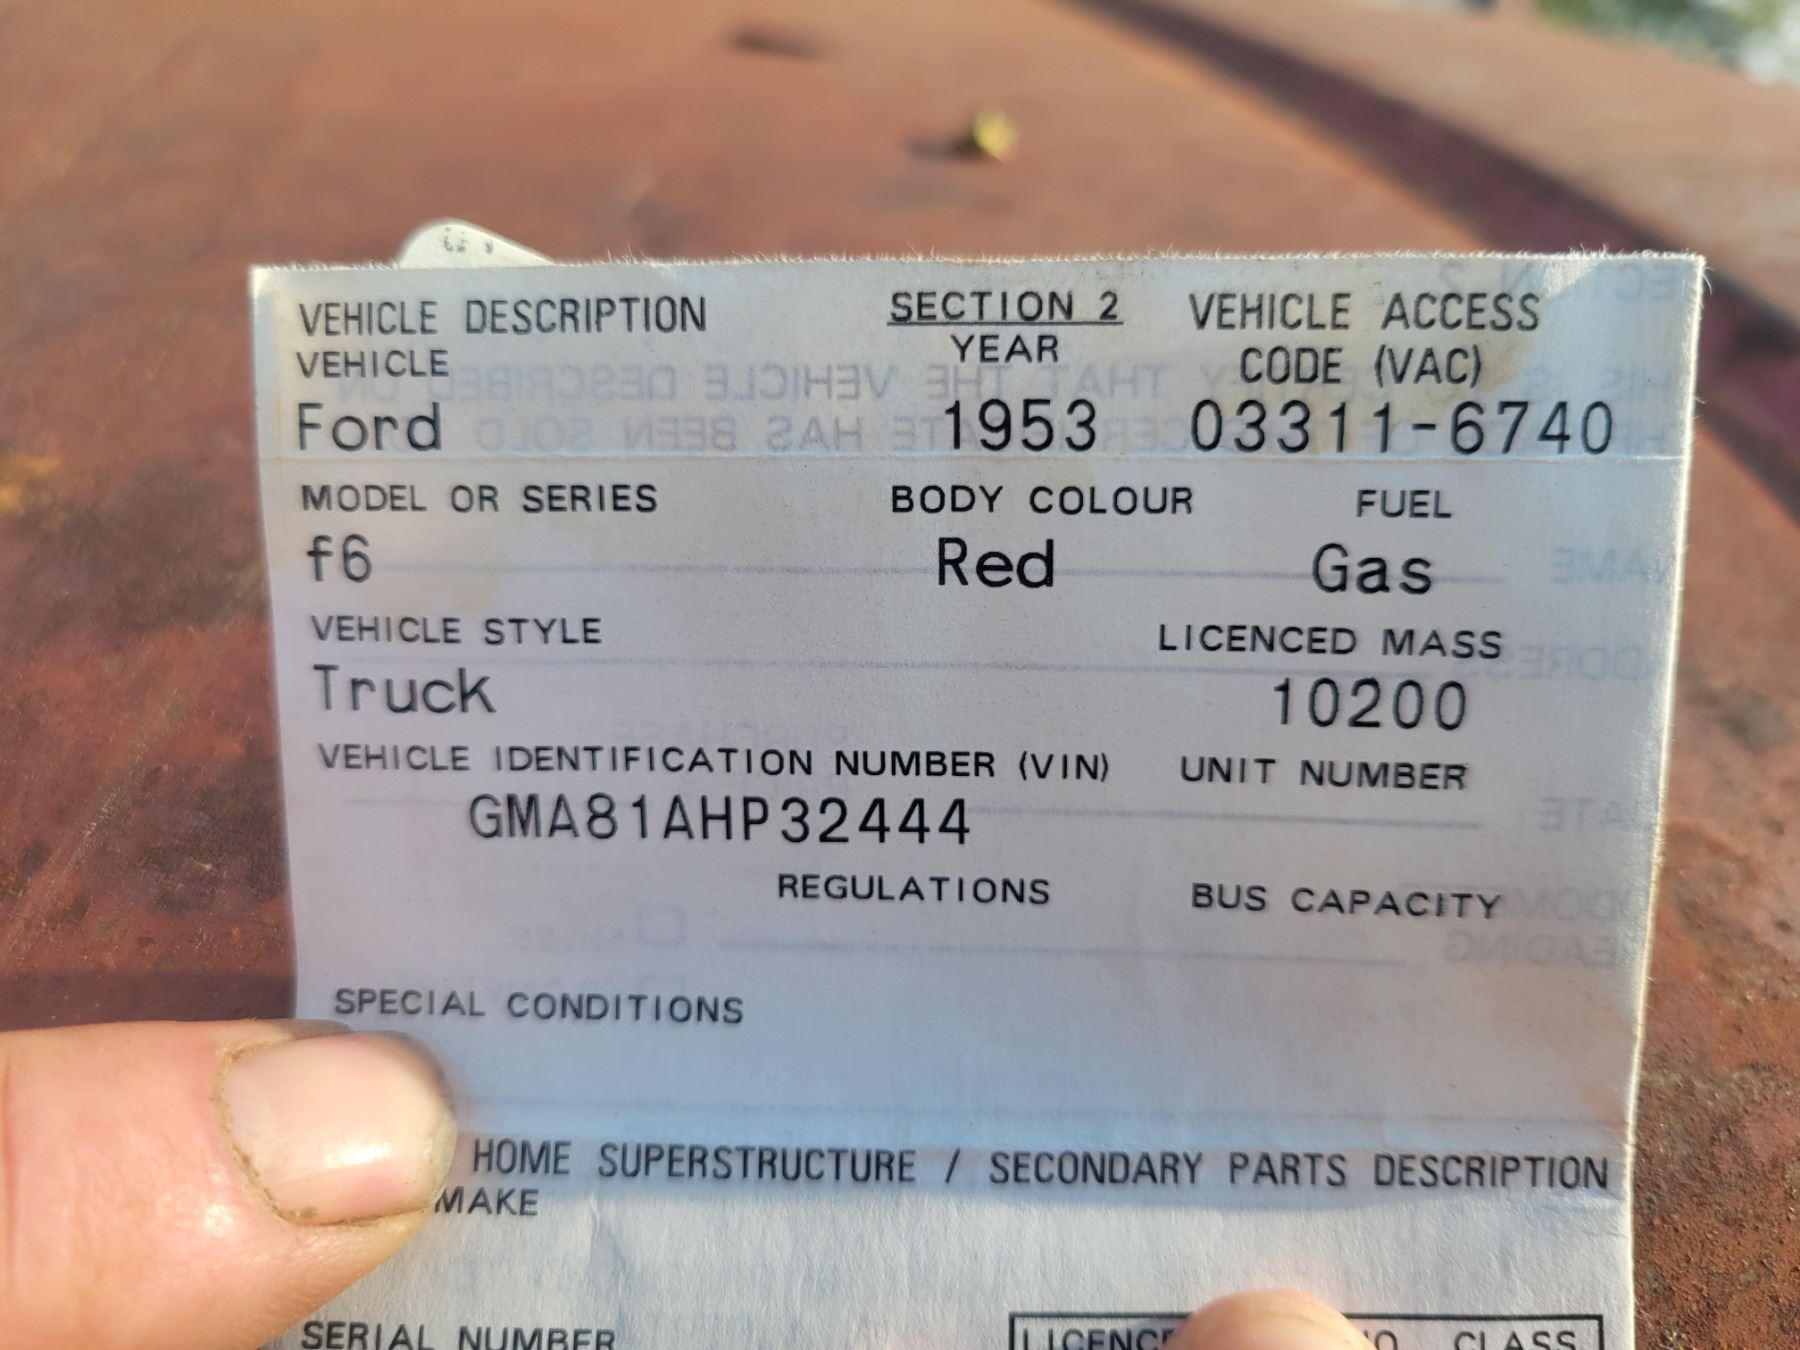 VEHICLE DESCRIPTION SECTION 2 VEHICLE ACCESS
VEHICLE YEAR CODE (VAC)
Ford 1953 03311-6740
MODEL OR SERIES BODY COLOUR FUEL
f6 Red Gas
VEHICLE STYLE LICENCED MASS
Truck 10200
VEHICLE IDENTIFICATION NUMBER (VIN) UNIT NUMBER
GMA81AHP32444
REGULATIONS BUS CAPACITY
SPECIAL CONDITIONS
HOME SUPERSTRUCTURE / SECONDARY PARTS DESCRIPTION
MAKE
SERIAL NUMBER CLASS